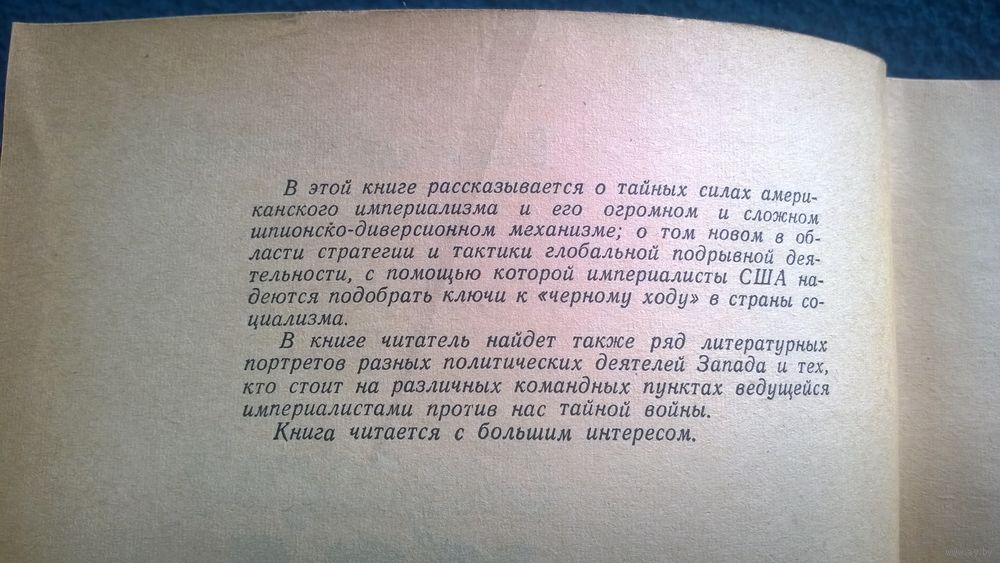 В этой книге рассказывается о тайных силах амери-
канского империализма и его огромном и сложном
шпионско-диверсионном механизме; о том новом в об-
ласти стратегии и тактики глобальной подрывной дея-
тельности, с помощью которой империалисты США на-
деются подобрать ключи к «черному ходу» в страны со-
циализма.
В книге читатель найдет также ряд литературных
портретов разных политических деятелей Запада и тех,
кто стоит на различных командных пунктах ведущейся
империалистами против нас тайной войны.
Книга читается с большим интересом.
www.ay.by